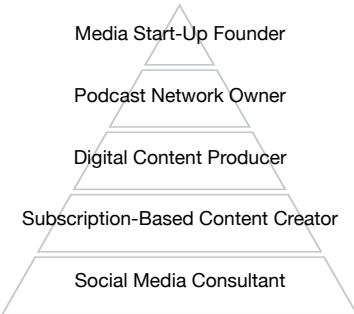 Media Start-Up Founder
Podcast Network Owner
Digital Content Producer
Subscription-Based Content Creator
Social Media Consultant